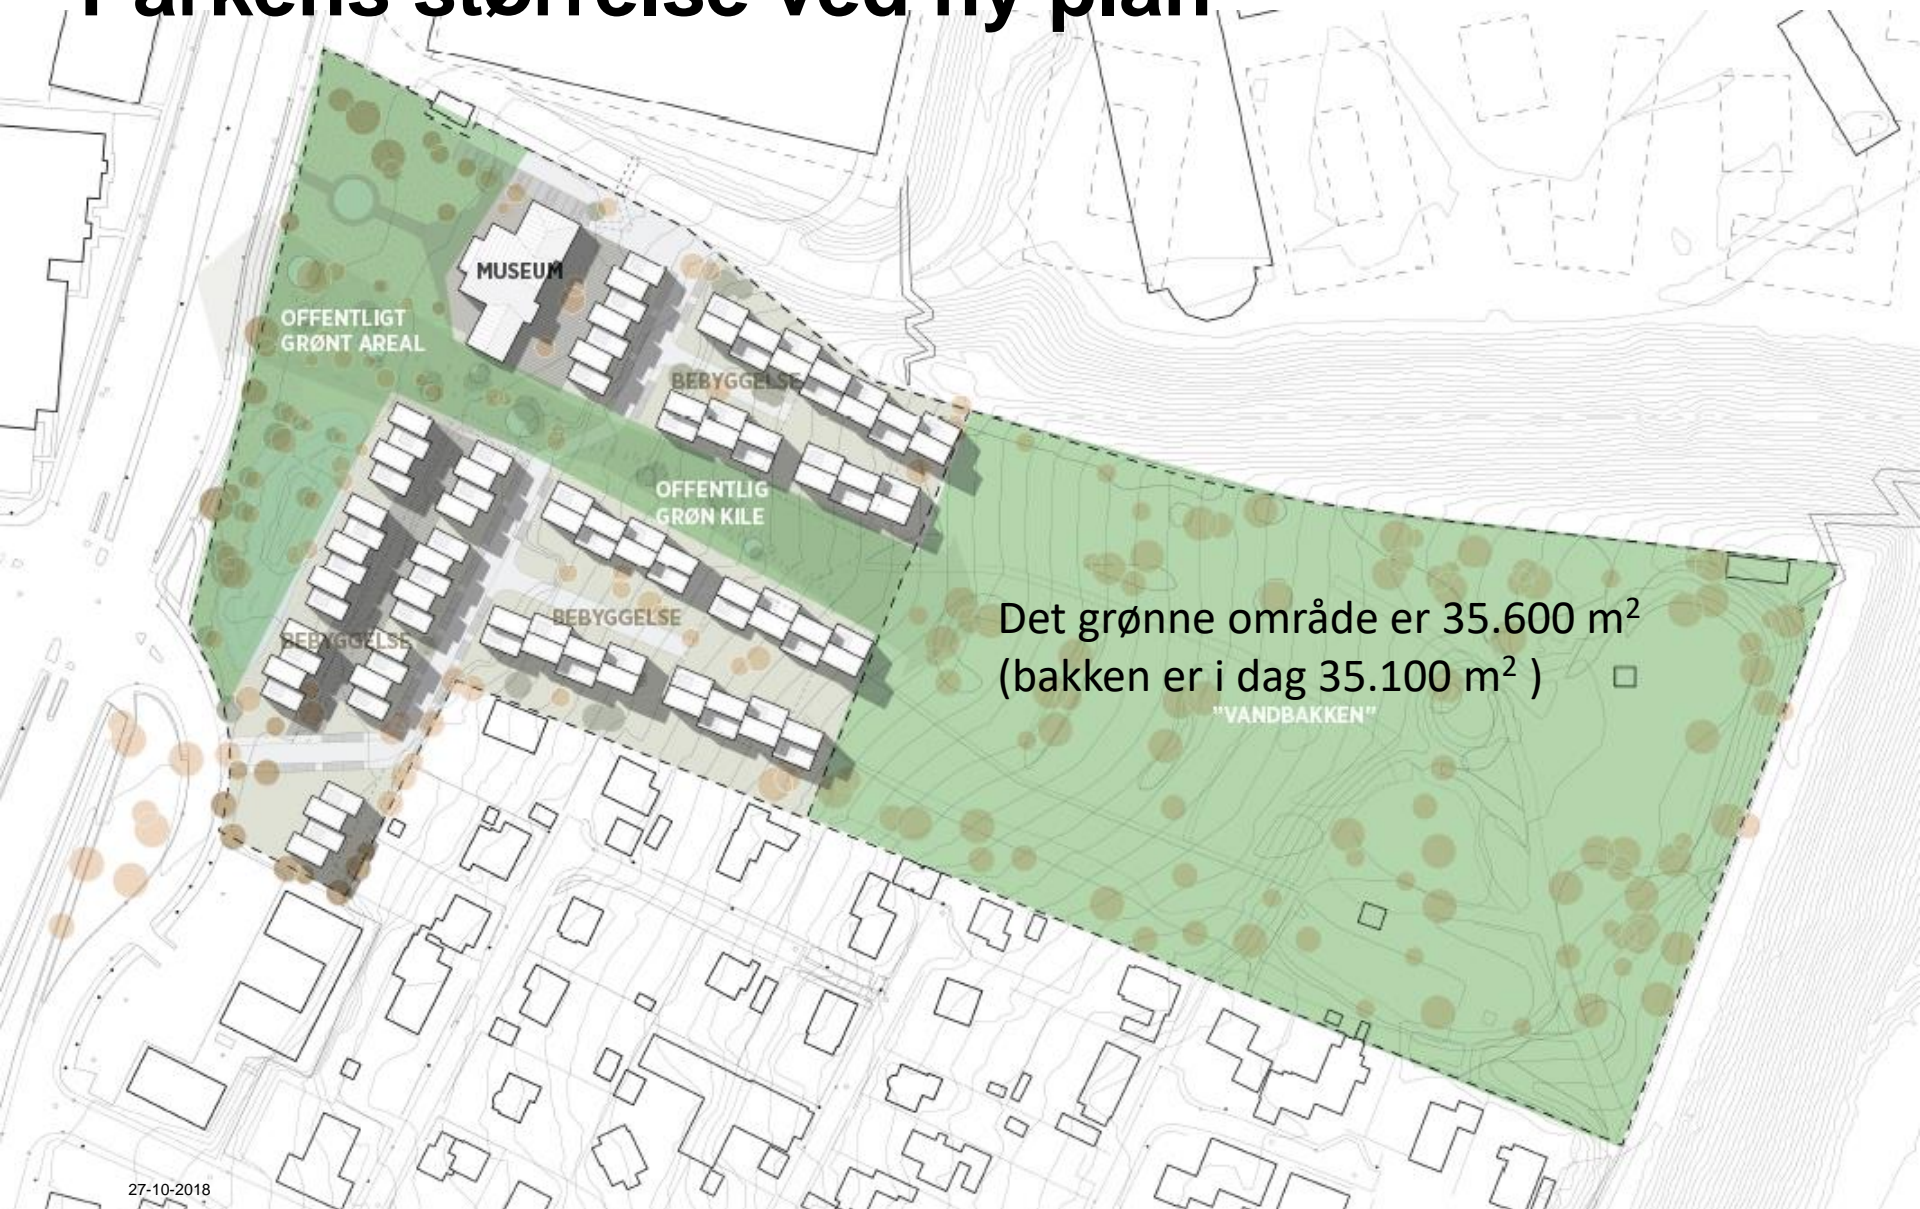 Parkens størrelse ved ny plan
MUSEUM
OFFENTLIGT
GRØNT AREAL
BEBYGGELSE
OFFENTLIG
GRØN KILE
BEBYGGELSE
BEBYGGELSE
Det grønne område er 35.600 m²
(bakken er i dag 35.100 m² )
"VANDBAKKEN"
27-10-2018